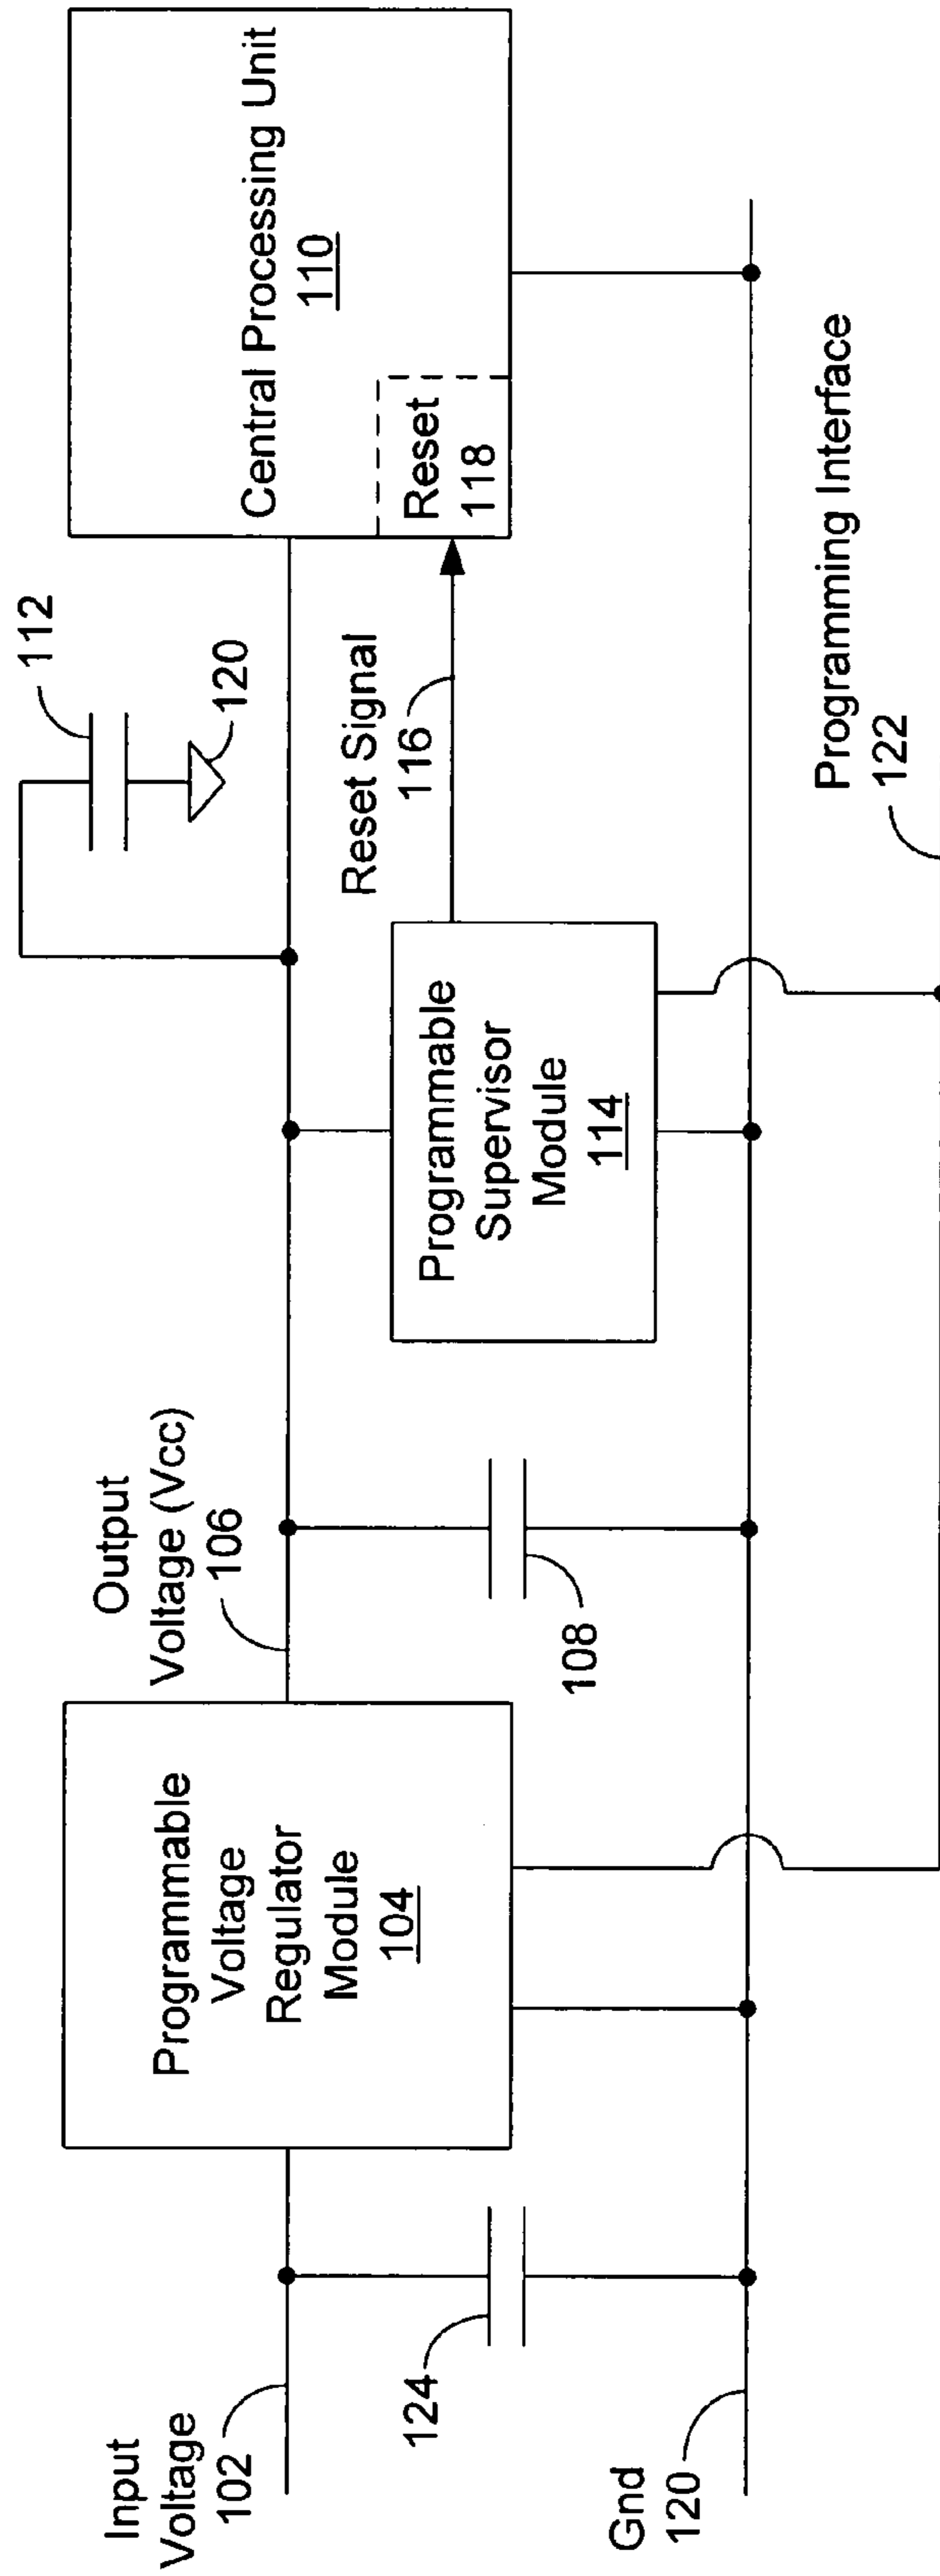 Input
Voltage
102
124
Gnd
120
Programmable
Voltage
Regulator
Module
104
Output
Voltage (Vcc)
106
108
Programmable
Supervisor
Module
114
112
120
Reset Signal
116
Central Processing Unit
110
Reset
118
Programming Interface
122